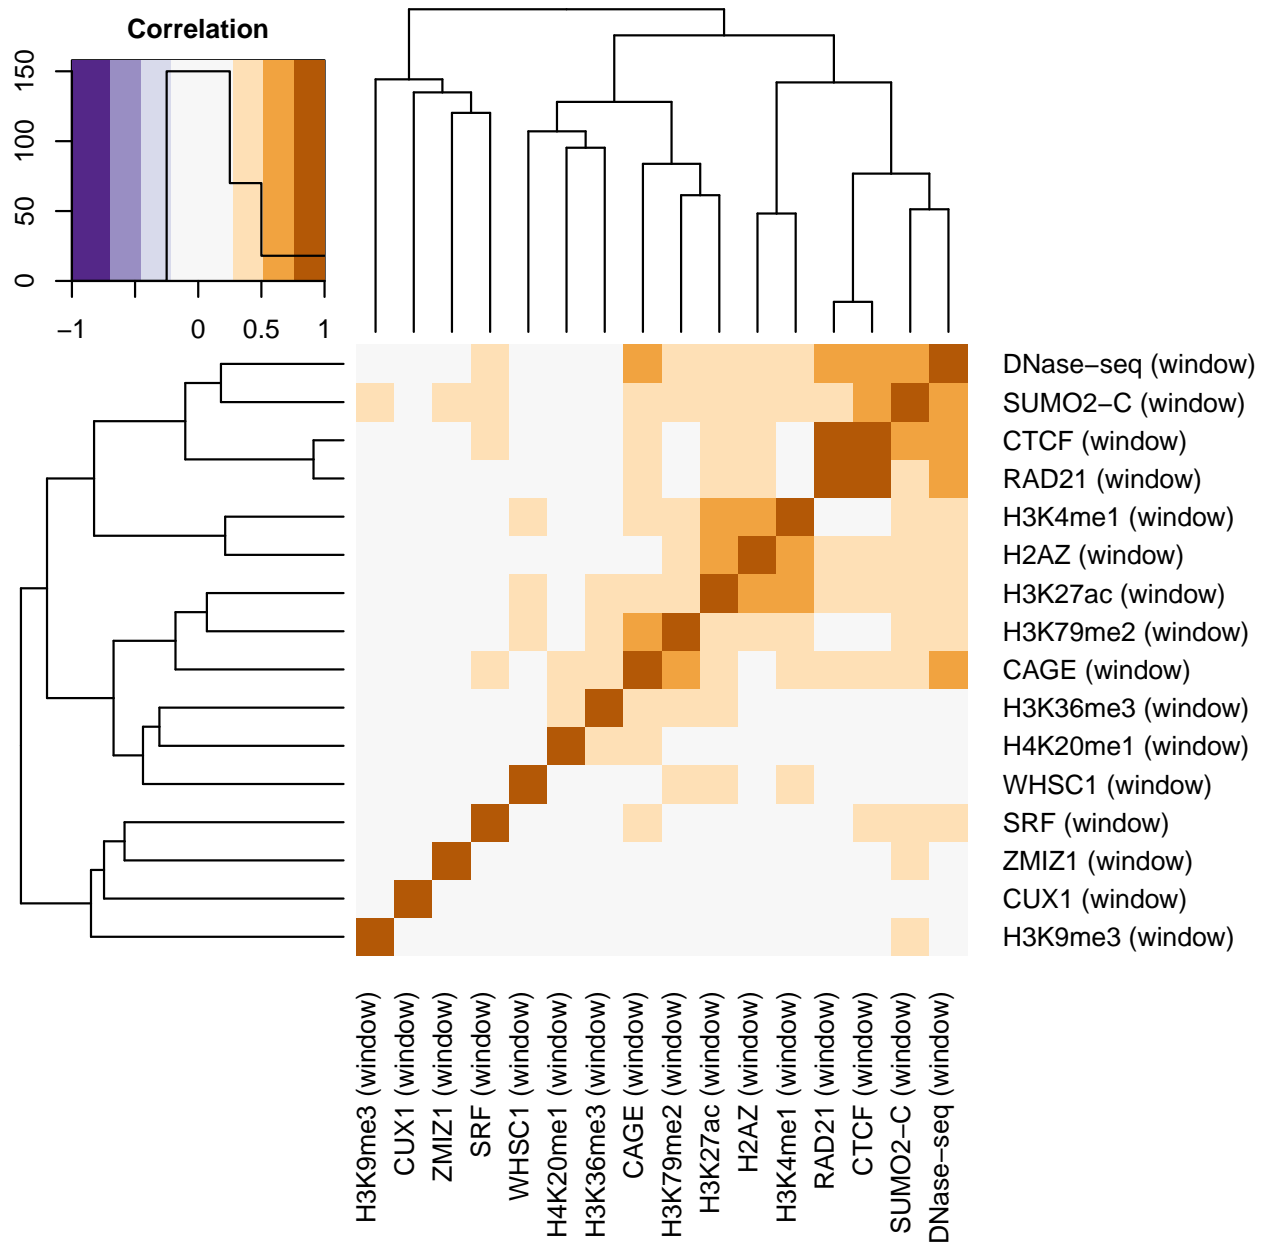 Correlation
150
100
50
0
−1
0
0.5
1
DNase−seq (window)
SUMO2−C (window)
CTCF (window)
RAD21 (window)
H3K4me1 (window)
H2AZ (window)
H3K27ac (window)
H3K79me2 (window)
CAGE (window)
H3K36me3 (window)
H4K20me1 (window)
WHSC1 (window)
SRF (window)
ZMIZ1 (window)
CUX1 (window)
H3K9me3 (window)
H3K9me3 (window)
CUX1 (window)
ZMIZ1 (window)
SRF (window)
WHSC1 (window)
H4K20me1 (window)
H3K36me3 (window)
CAGE (window)
H3K79me2 (window)
H3K27ac (window)
H2AZ (window)
H3K4me1 (window)
RAD21 (window)
CTCF (window)
SUMO2−C (window)
DNase−seq (window)